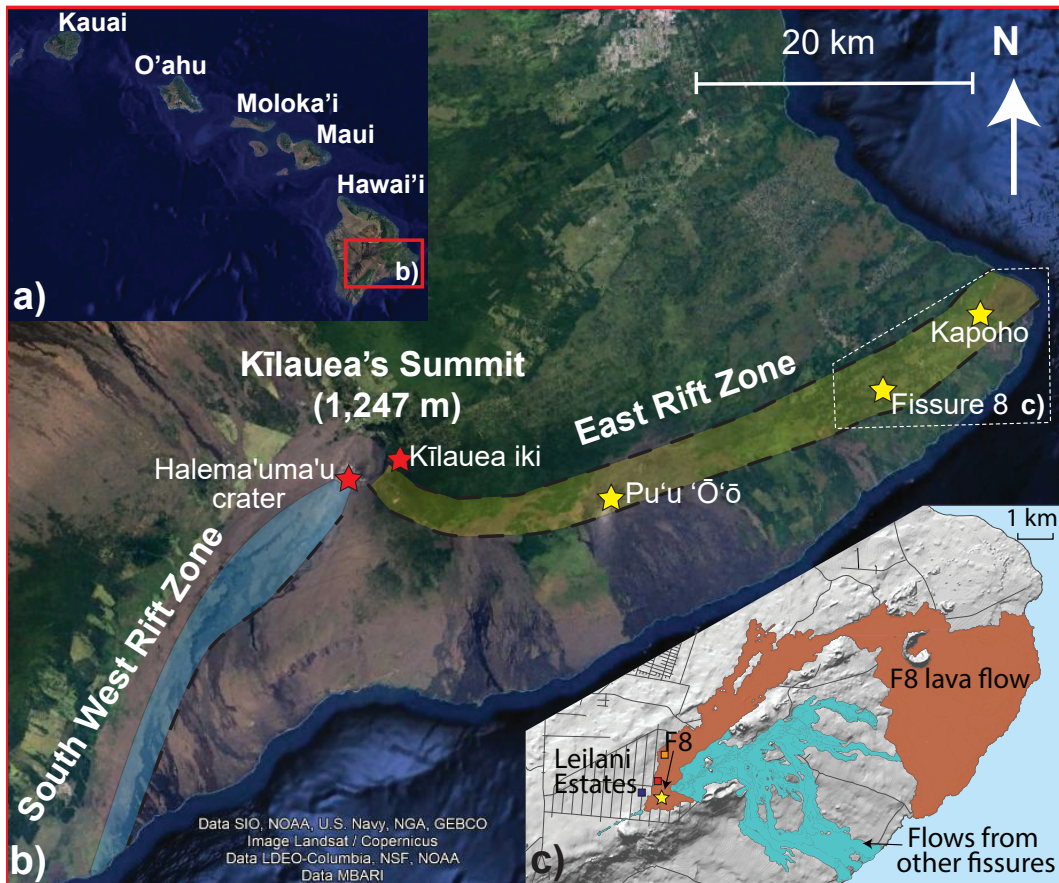 Kauai
O'ahu
Moloka'i
Maui
Hawai'i
b)
a)
20 km
N
Kīlauea's Summit
(1,247 m)
Halema'uma'u
crater
Kīlauea iki
East Rift Zone
Pu‘u ‘Ō‘ō
Kapoho
Fissure 8 c)
South West Rift Zone
Data SIO, NOAA, U.S. Navy, NGA, GEBCO
Image Landsat / Copernicus
Data LDEO-Columbia, NSF, NOAA
Data MBARI
b)
1 km
F8 lava flow
F8
Leilani
Estates
Flows from
other fissures
c)